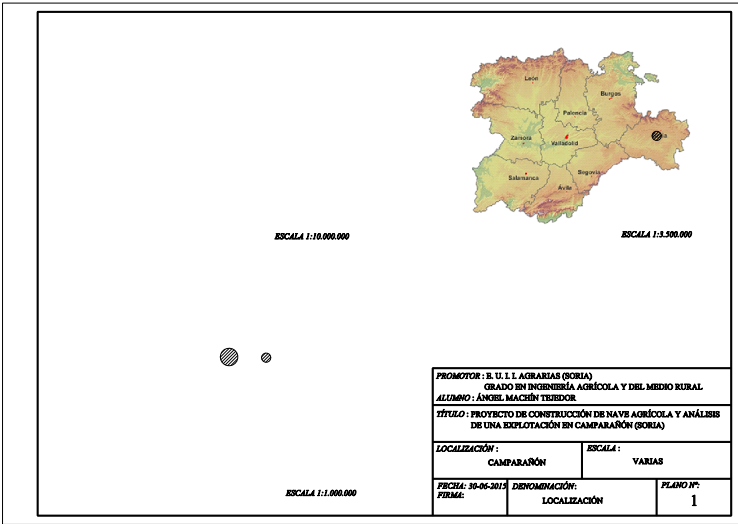 León
Burgos
Palencia
Zamora
Valladolid
Segovia
Salamanca
Ávila
ESCALA 1:10.000.000
ESCALA 1:3.500.000
ESCALA 1:1.000.000
PROMOTOR : E. U. I. I. AGRARIAS (SORIA)
GRADO EN INGENIERÍA AGRÍCOLA Y DEL MEDIO RURAL
ALUMNO : ÁNGEL MACHÍN TEJEDOR
TÍTULO : PROYECTO DE CONSTRUCCIÓN DE NAVE AGRÍCOLA Y ANÁLISIS
DE UNA EXPLOTACIÓN EN CAMPARAÑÓN (SORIA)
LOCALIZACIÓN :
CAMPARAÑÓN
ESCALA :
VARIAS
FECHA: 30-06-2015
FIRMA:
DENOMINACIÓN:
LOCALIZACIÓN
PLANO Nº:
1